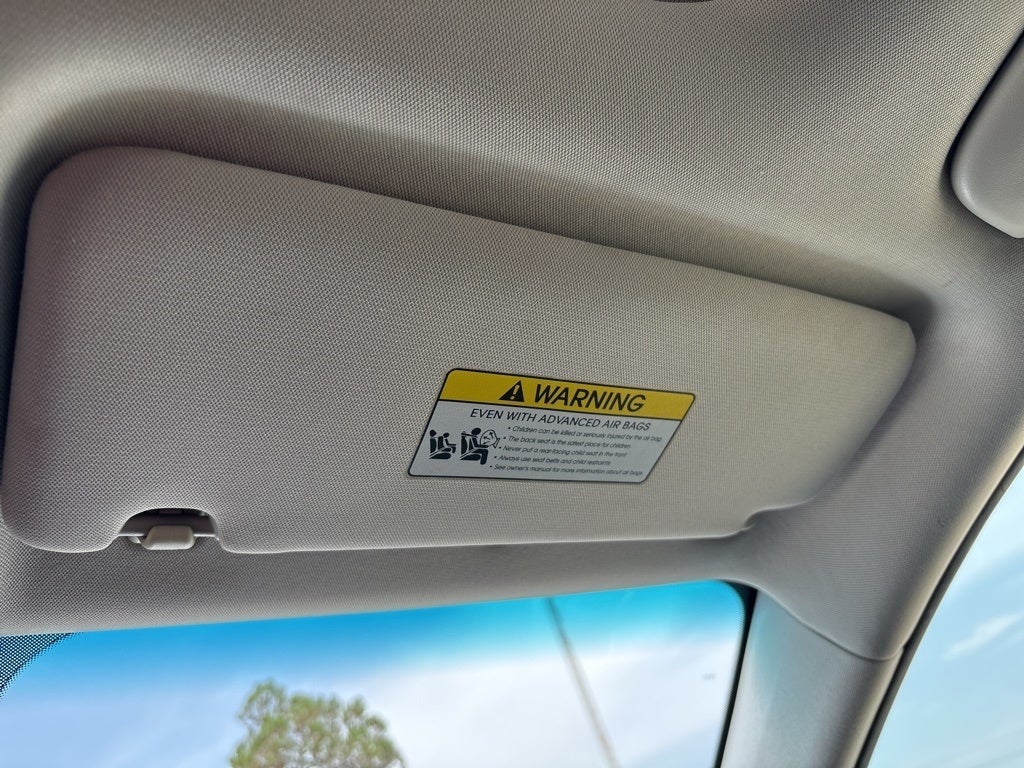 WARNING
EVEN WITH ADVANCED AIR BAGS
• Children can be killed or seriously injured by the air bag
• The back seat is the safest place for children
• Never put a rear-facing child seat in the front
• Always use seat belts and child restraints
• See owner's manual for more information about air bags